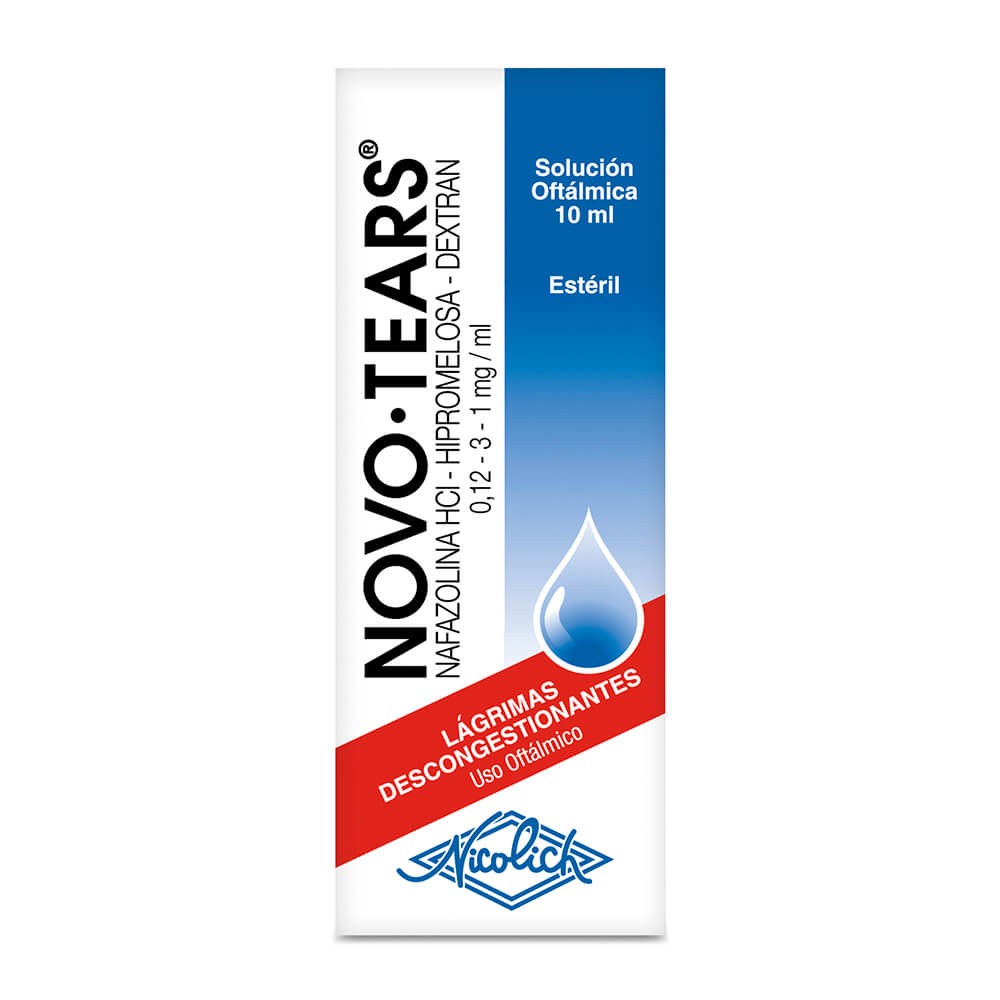 NOVO·TEARS®
NAFAZOLINA HCl - HIPROMELOSA - DEXTRAN
0,12 - 3 - 1 mg / ml
Solución
Oftálmica
10 ml
Estéril
LÁGRIMAS
DESCONGESTIONANTES
Uso Oftálmico
Nicolich